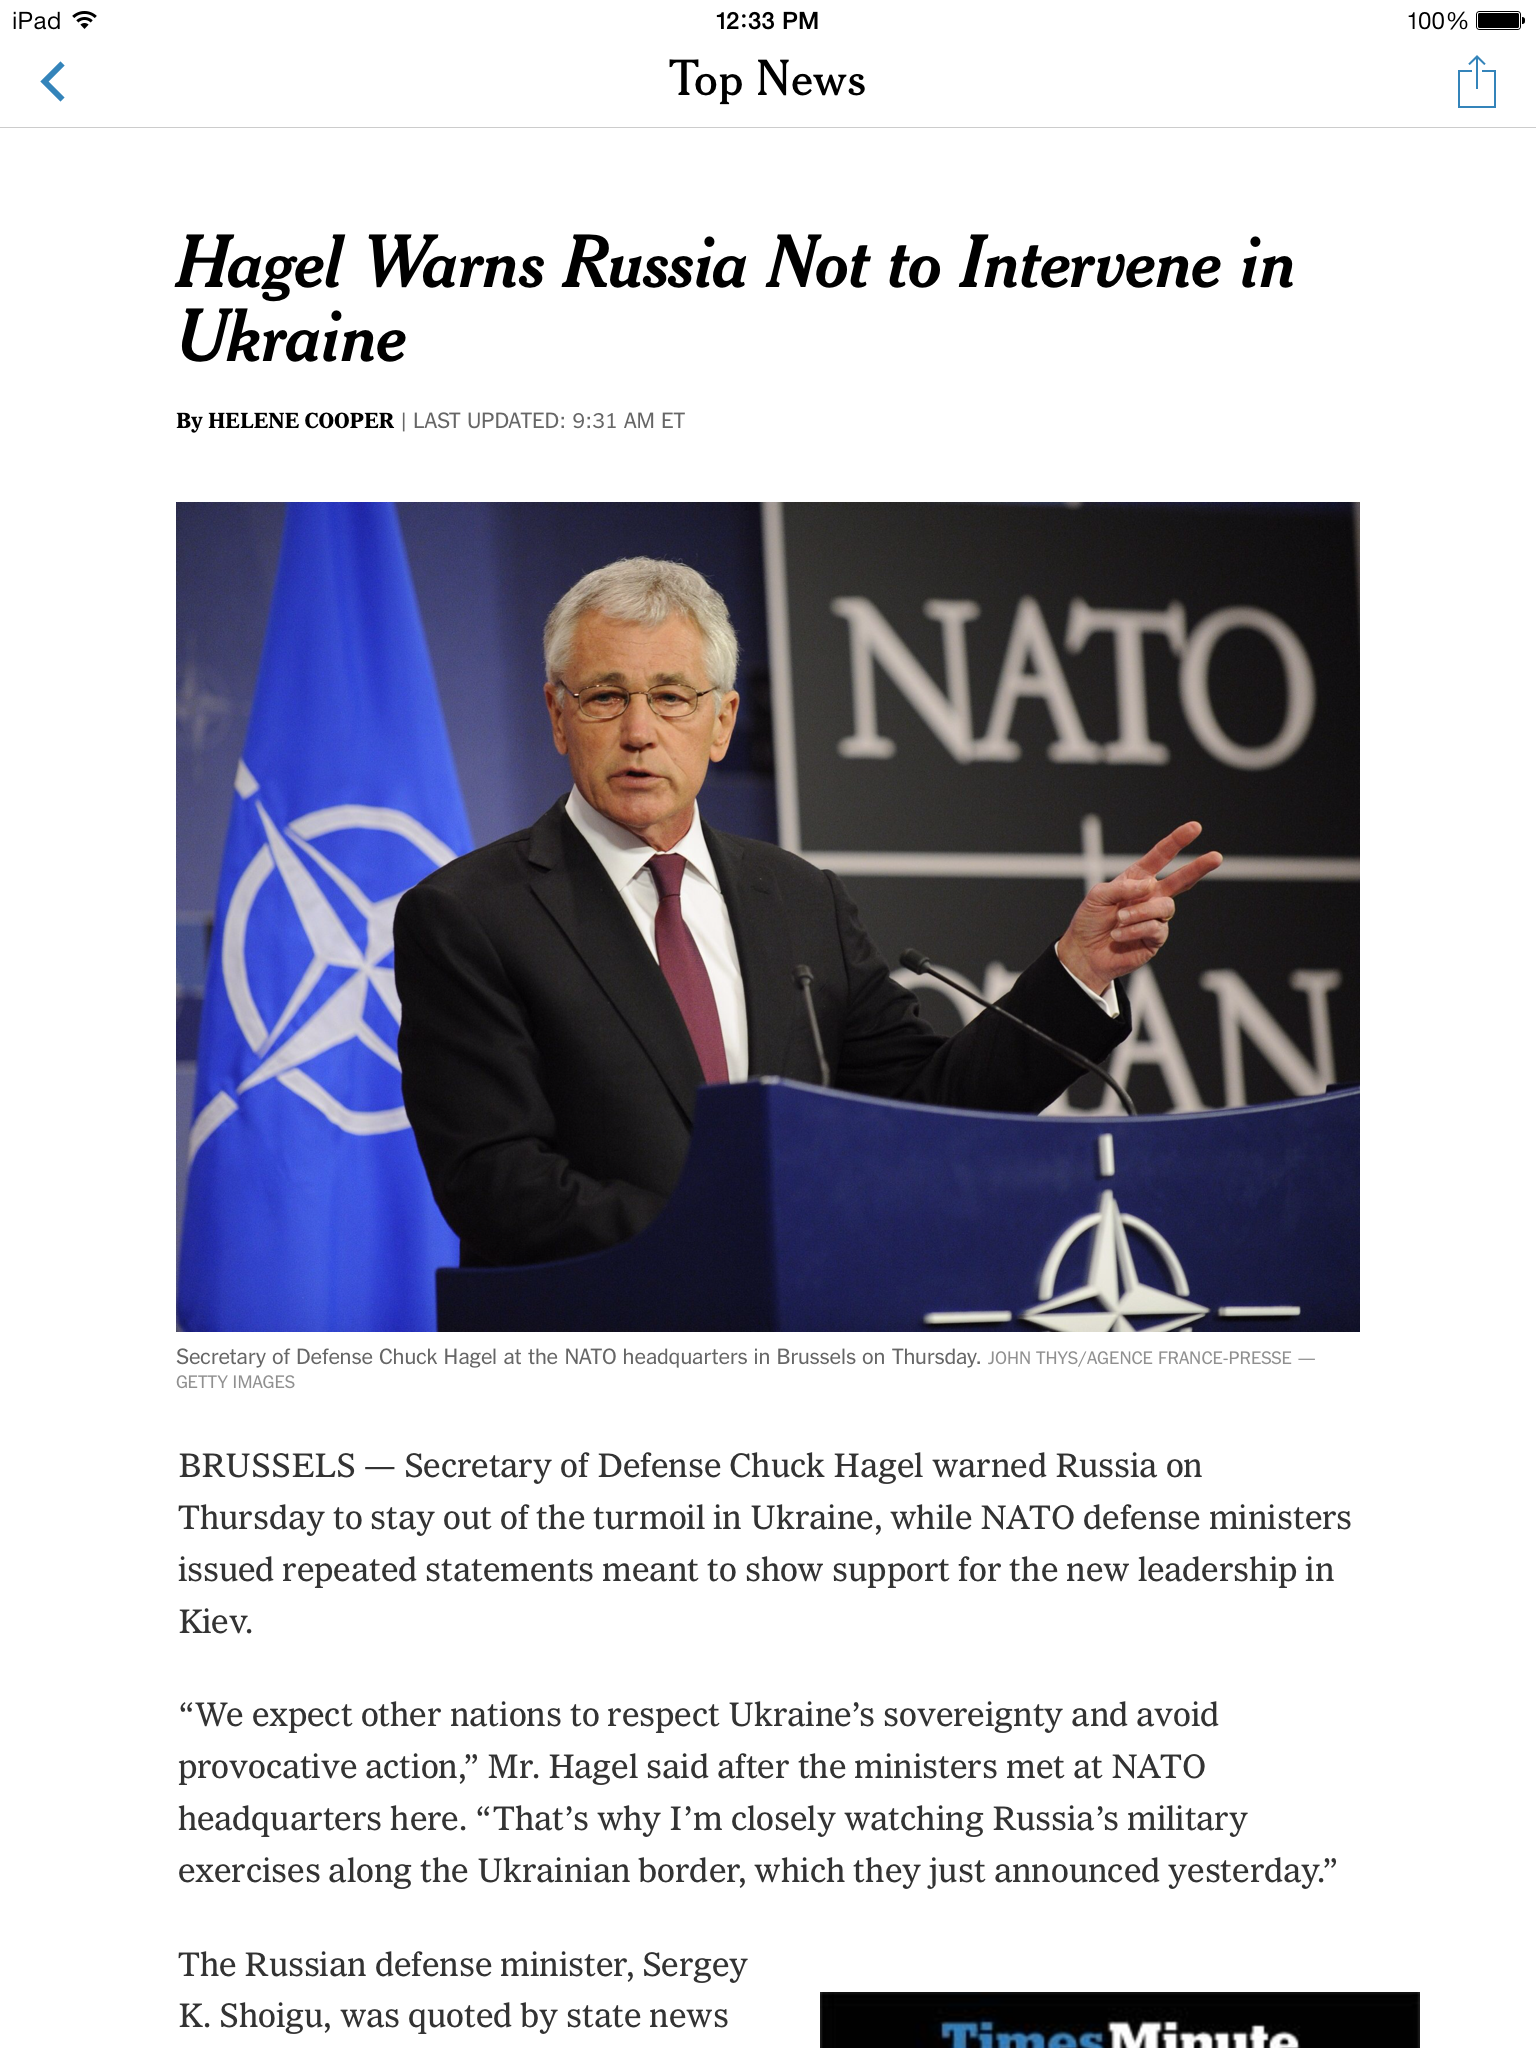 iPad
12:33 PM
100%
Top News
Hagel Warns Russia Not to Intervene in
Ukraine
By HELENE COOPER | LAST UPDATED: 9:31 AM ET
NATO
OTAN
Secretary of Defense Chuck Hagel at the NATO headquarters in Brussels on Thursday. JOHN THYS/AGENCE FRANCE-PRESSE —
GETTY IMAGES
BRUSSELS — Secretary of Defense Chuck Hagel warned Russia on
Thursday to stay out of the turmoil in Ukraine, while NATO defense ministers
issued repeated statements meant to show support for the new leadership in
Kiev.
“We expect other nations to respect Ukraine’s sovereignty and avoid
provocative action,” Mr. Hagel said after the ministers met at NATO
headquarters here. “That’s why I’m closely watching Russia’s military
exercises along the Ukrainian border, which they just announced yesterday.”
The Russian defense minister, Sergey
K. Shoigu, was quoted by state news
TimesMinute